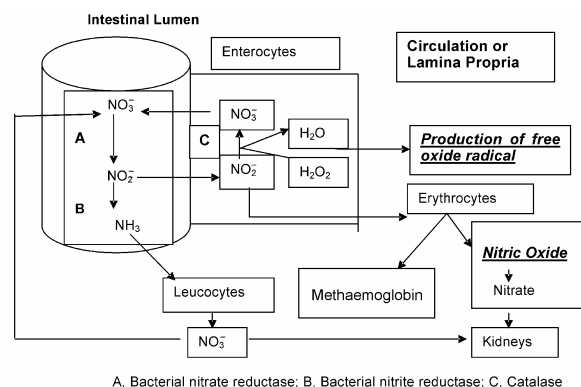 Intestinal Lumen
Enterocytes
Circulation or
Lamina Propria
NO₃⁻
NO₃⁻
A
C
H₂O
Production of free
oxide radical
NO₂⁻
NO₂⁻
H₂O₂
Erythrocytes
B
NH₃
Nitric Oxide
Leucocytes
Methaemoglobin
Nitrate
NO₃⁻
Kidneys
A. Bacterial nitrate reductase; B. Bacterial nitrite reductase; C. Catalase